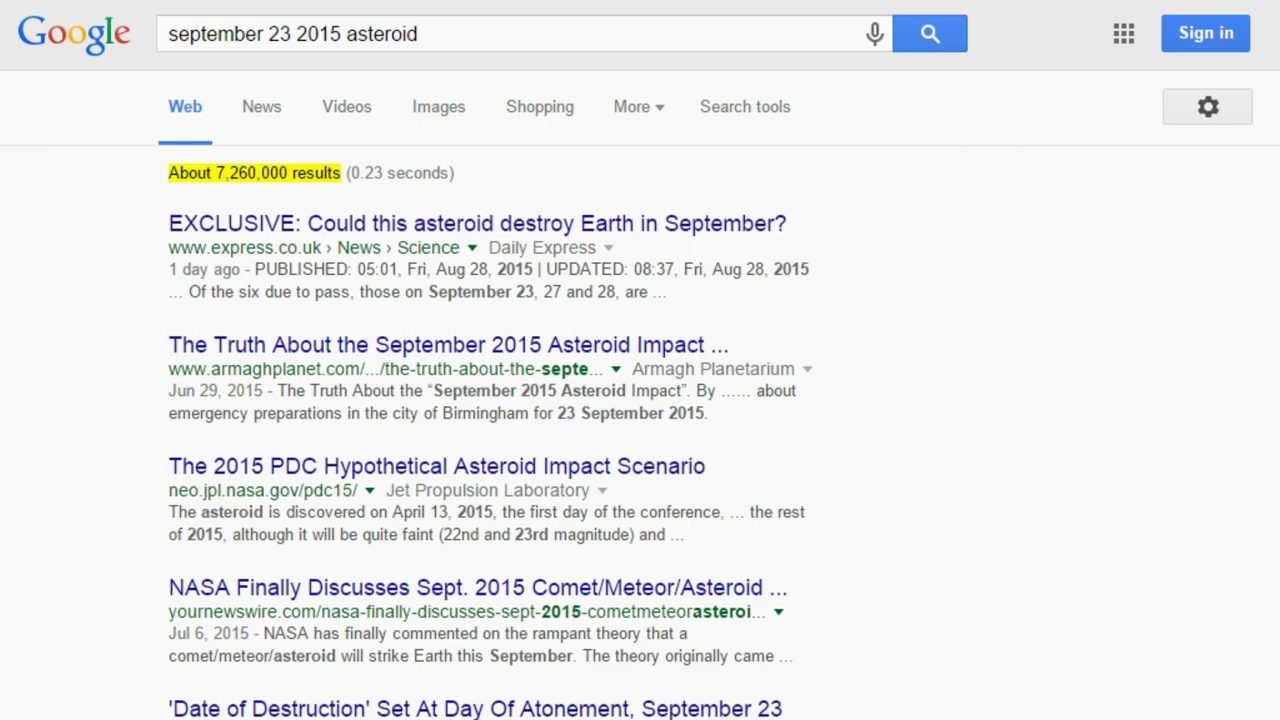 Google september 23 2015 asteroid Sign in
Web News Videos Images Shopping More Search tools
About 7,260,000 results (0.23 seconds)
EXCLUSIVE: Could this asteroid destroy Earth in September?
www.express.co.uk › News › Science Daily Express
1 day ago - PUBLISHED: 05:01, Fri, Aug 28, 2015 | UPDATED: 08:37, Fri, Aug 28, 2015
... Of the six due to pass, those on September 23, 27 and 28, are ...
The Truth About the September 2015 Asteroid Impact ...
www.armaghplanet.com/.../the-truth-about-the-septe... Armagh Planetarium
Jun 29, 2015 - The Truth About the “September 2015 Asteroid Impact”. By ...... about
emergency preparations in the city of Birmingham for 23 September 2015.
The 2015 PDC Hypothetical Asteroid Impact Scenario
neo.jpl.nasa.gov/pdc15/ Jet Propulsion Laboratory
The asteroid is discovered on April 13, 2015, the first day of the conference, ... the rest
of 2015, although it will be quite faint (22nd and 23rd magnitude) and ...
NASA Finally Discusses Sept. 2015 Comet/Meteor/Asteroid ...
yournewswire.com/nasa-finally-discusses-sept-2015-cometmeteorasteroi...
Jul 6, 2015 - NASA has finally commented on the rampant theory that a
comet/meteor/asteroid will strike Earth this September. The theory originally came ...
'Date of Destruction' Set At Day Of Atonement, September 23